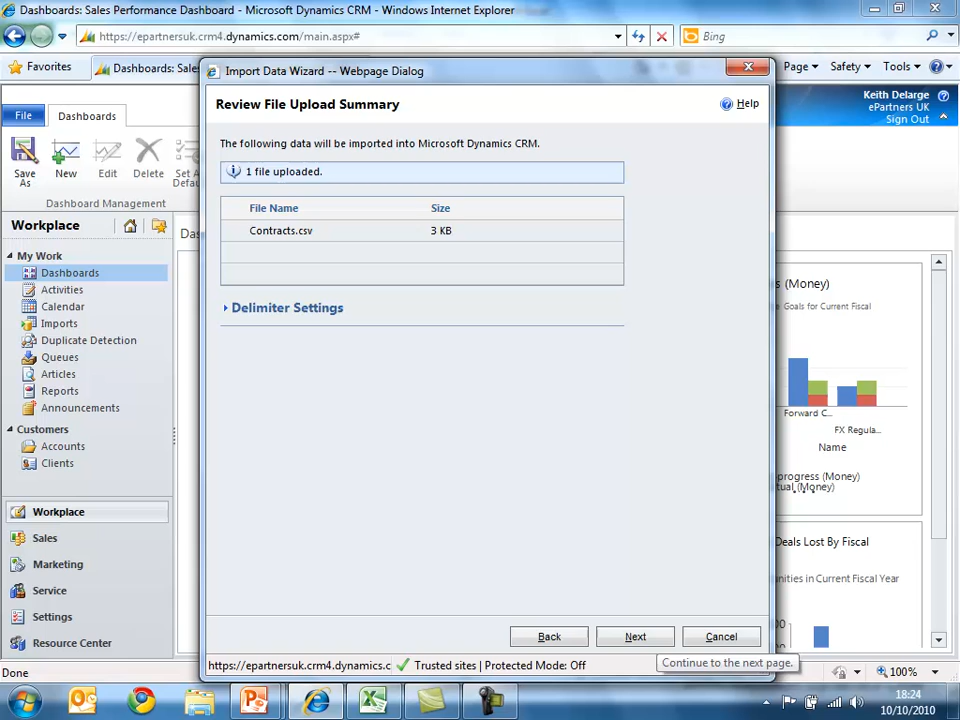 Dashboards: Sales Performance Dashboard - Microsoft Dynamics CRM - Windows Internet Explorer
https://epartnersuk.crm4.dynamics.com/main.aspx#
Bing
Favorites
Dashboards: Sales
Page
Safety
Tools
Import Data Wizard -- Webpage Dialog
Review File Upload Summary
Help
The following data will be imported into Microsoft Dynamics CRM.
1 file uploaded.
File Name Size
Contracts.csv 3 KB
Delimiter Settings
Back Next Cancel
https://epartnersuk.crm4.dynamics.c Trusted sites | Protected Mode: Off
Continue to the next page.
File Dashboards
Keith Delarge
ePartners UK
Sign Out
Save As
New
Edit
Delete
Set A
Defau
Dashboard Management
Workplace
Das
My Work
Dashboards
Activities
Calendar
Imports
Duplicate Detection
Queues
Articles
Reports
Announcements
Customers
Accounts
Clients
Workplace
Sales
Marketing
Service
Settings
Resource Center
s (Money)
Goals for Current Fiscal
Forward C...
FX Regula...
Name
progress (Money)
tual (Money)
Deals Lost By Fiscal
unities in Current Fiscal Year
00
0
Done
100%
18:24
10/10/2010